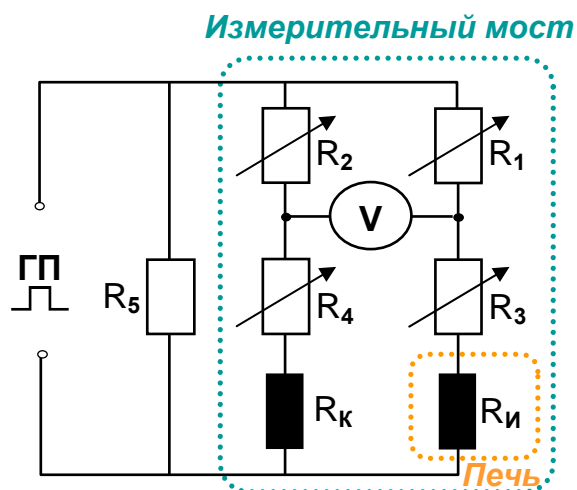 Измерительный мост
R2
R1
V
ГП
R5
R4
R3
RК
RИ
Печь